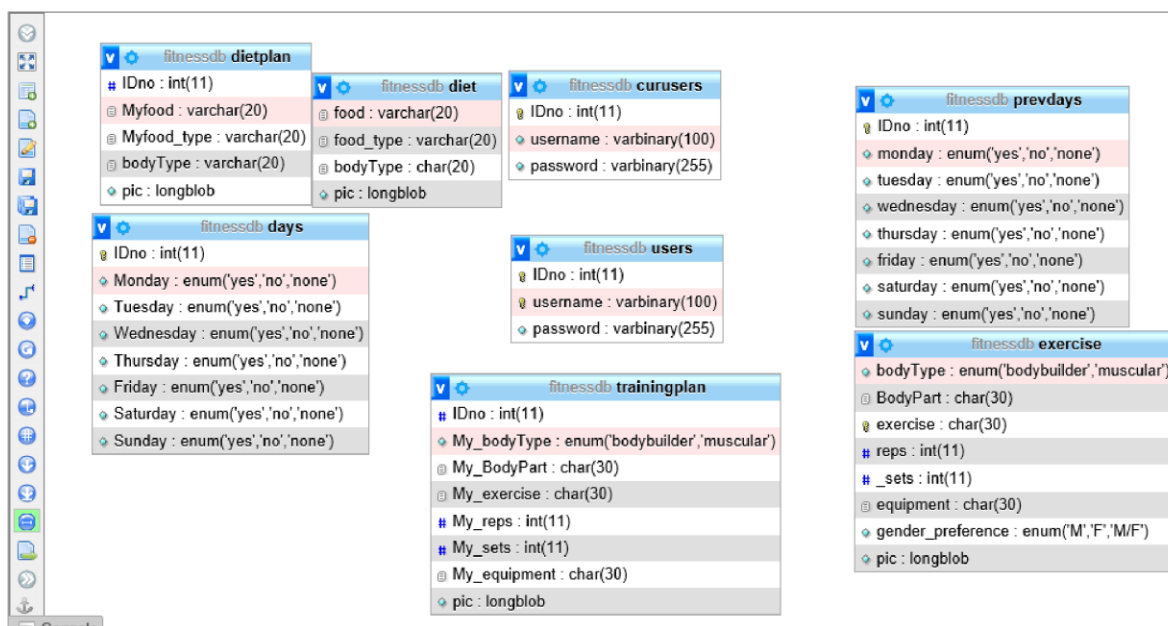 fitnessdb dietplan
IDno : int(11)
Myfood : varchar(20)
Myfood_type : varchar(20)
bodyType : varchar(20)
pic : longblob
fitnessdb diet
food : varchar(20)
food_type : varchar(20)
bodyType : char(20)
pic : longblob
fitnessdb curusers
IDno : int(11)
username : varbinary(100)
password : varbinary(255)
fitnessdb prevdays
IDno : int(11)
monday : enum('yes','no','none')
tuesday : enum('yes','no','none')
wednesday : enum('yes','no','none')
thursday : enum('yes','no','none')
friday : enum('yes','no','none')
saturday : enum('yes','no','none')
sunday : enum('yes','no','none')
fitnessdb days
IDno : int(11)
Monday : enum('yes','no','none')
Tuesday : enum('yes','no','none')
Wednesday : enum('yes','no','none')
Thursday : enum('yes','no','none')
Friday : enum('yes','no','none')
Saturday : enum('yes','no','none')
Sunday : enum('yes','no','none')
fitnessdb users
IDno : int(11)
username : varbinary(100)
password : varbinary(255)
fitnessdb exercise
bodyType : enum('bodybuilder','muscular')
BodyPart : char(30)
exercise : char(30)
reps : int(11)
_sets : int(11)
equipment : char(30)
gender_preference : enum('M','F','M/F')
pic : longblob
fitnessdb trainingplan
IDno : int(11)
My_bodyType : enum('bodybuilder','muscular')
My_BodyPart : char(30)
My_exercise : char(30)
My_reps : int(11)
My_sets : int(11)
My_equipment : char(30)
pic : longblob